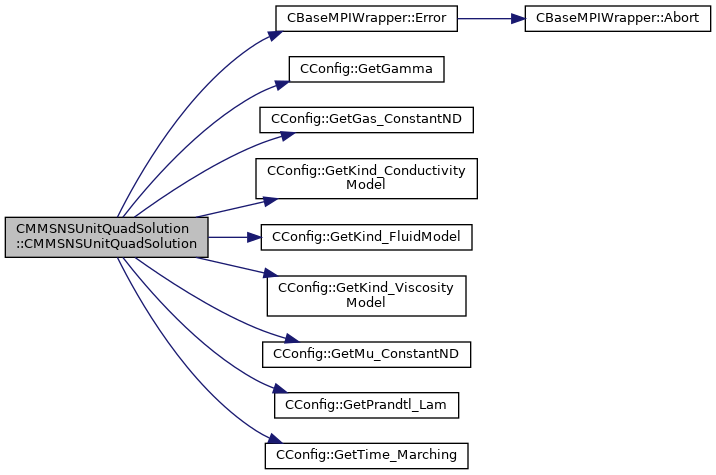 CMMSNSUnitQuadSolution
::CMMSNSUnitQuadSolution
CBaseMPIWrapper::Error
CBaseMPIWrapper::Abort
CConfig::GetGamma
CConfig::GetGas_ConstantND
CConfig::GetKind_Conductivity
Model
CConfig::GetKind_FluidModel
CConfig::GetKind_Viscosity
Model
CConfig::GetMu_ConstantND
CConfig::GetPrandtl_Lam
CConfig::GetTime_Marching